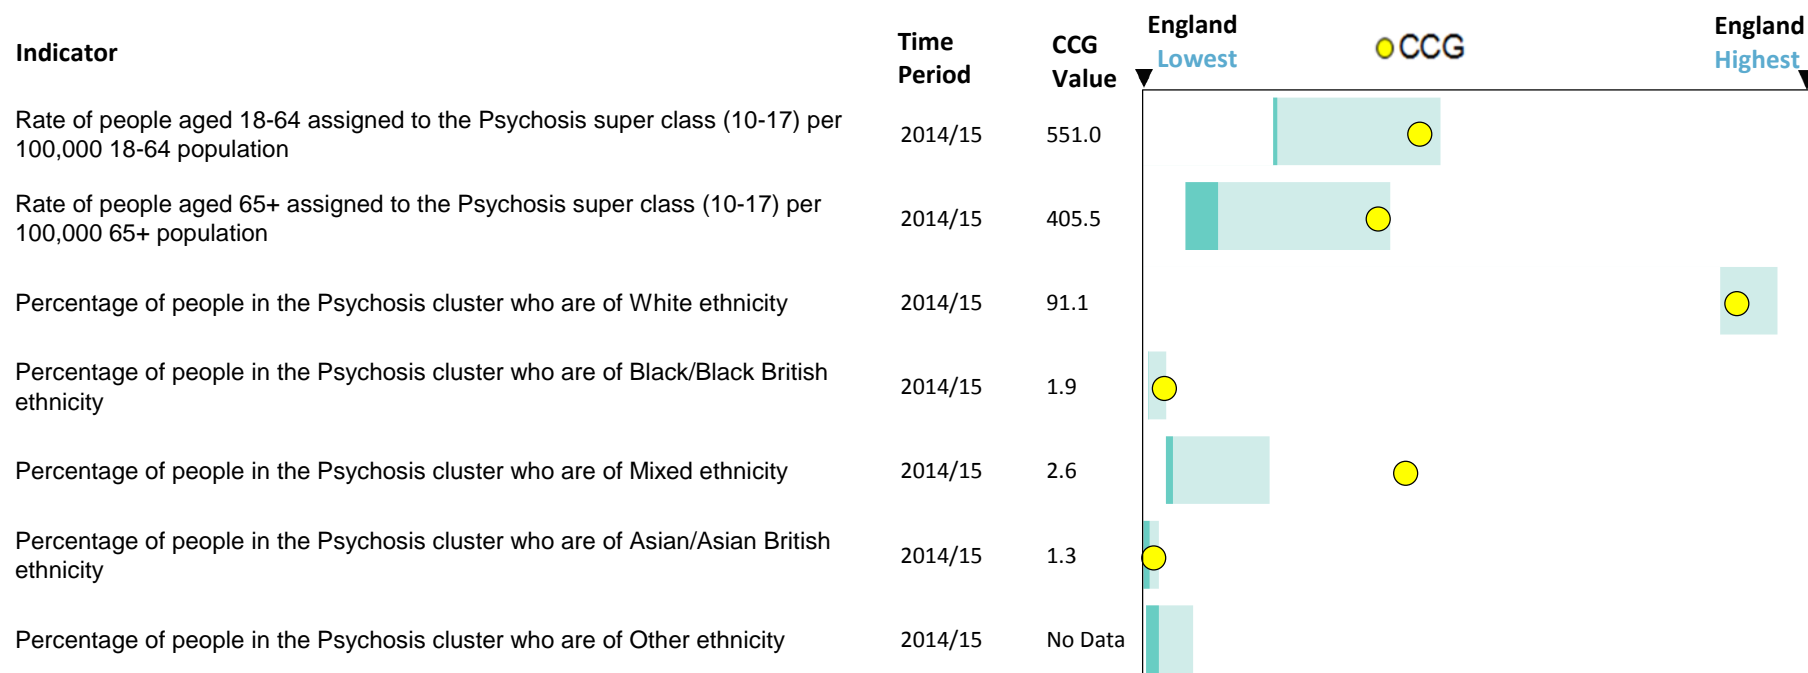 Indicator
Time Period
CCG Value
England Lowest
CCG
England Highest
Rate of people aged 18-64 assigned to the Psychosis super class (10-17) per
100,000 18-64 population
2014/15
551.0
Rate of people aged 65+ assigned to the Psychosis super class (10-17) per
100,000 65+ population
2014/15
405.5
Percentage of people in the Psychosis cluster who are of White ethnicity
2014/15
91.1
Percentage of people in the Psychosis cluster who are of Black/Black British
ethnicity
2014/15
1.9
Percentage of people in the Psychosis cluster who are of Mixed ethnicity
2014/15
2.6
Percentage of people in the Psychosis cluster who are of Asian/Asian British
ethnicity
2014/15
1.3
Percentage of people in the Psychosis cluster who are of Other ethnicity
2014/15
No Data